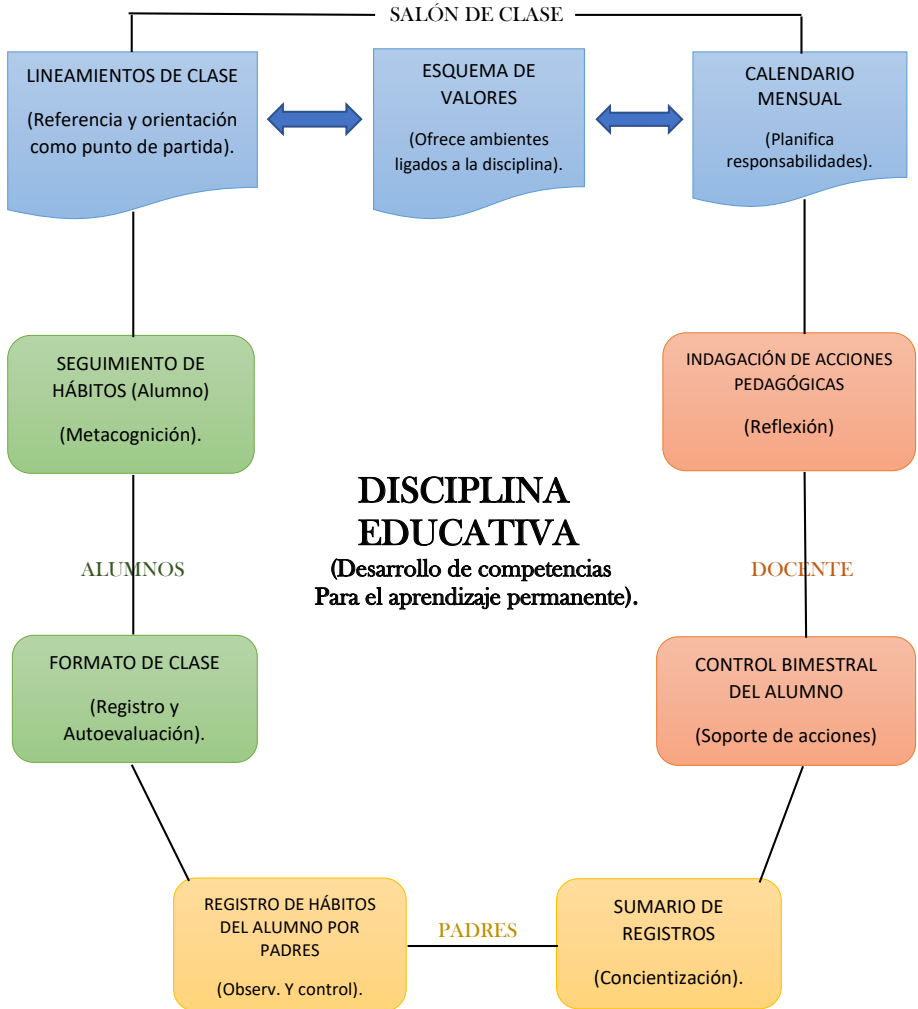 SALÓN DE CLASE
LINEAMIENTOS DE CLASE
(Referencia y orientación
como punto de partida).
ESQUEMA DE
VALORES
(Ofrece ambientes
ligados a la disciplina).
CALENDARIO
MENSUAL
(Planifica
responsabilidades).
SEGUIMIENTO DE
HÁBITOS (Alumno)
(Metacognición).
INDAGACIÓN DE ACCIONES
PEDAGÓGICAS
(Reflexión)
DISCIPLINA
EDUCATIVA
(Desarrollo de competencias
Para el aprendizaje permanente).
ALUMNOS
DOCENTE
FORMATO DE CLASE
(Registro y
Autoevaluación).
CONTROL BIMESTRAL
DEL ALUMNO
(Soporte de acciones)
REGISTRO DE HÁBITOS
DEL ALUMNO POR
PADRES
(Observ. Y control).
PADRES
SUMARIO DE
REGISTROS
(Concientización).